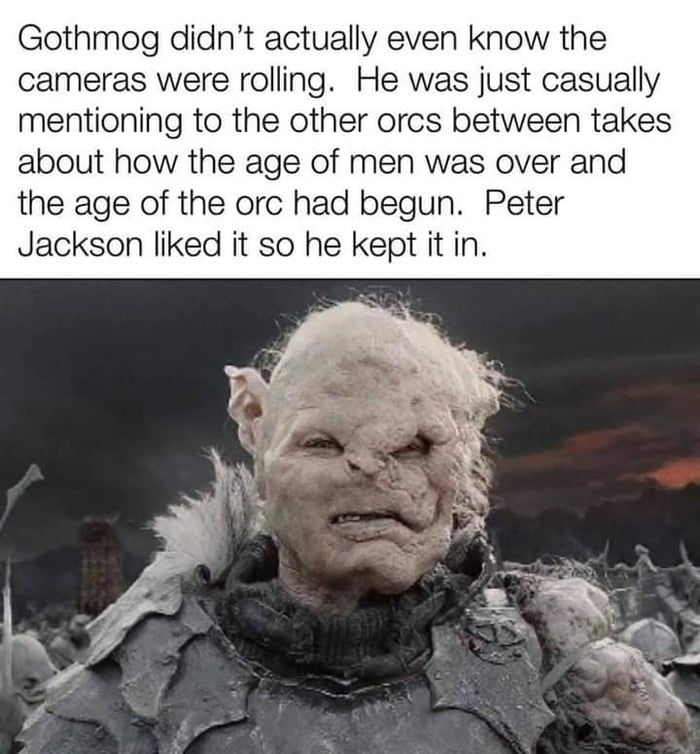 Gothmog didn’t actually even know the
cameras were rolling.  He was just casually
mentioning to the other orcs between takes
about how the age of men was over and
the age of the orc had begun.  Peter
Jackson liked it so he kept it in.